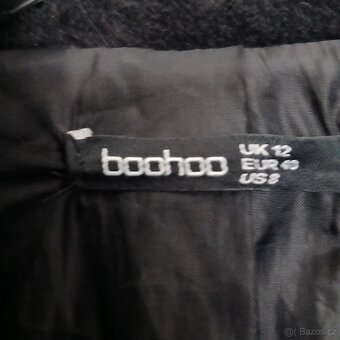 boohoo
UK 12
EUR 40
US 8
© Bazos.cz